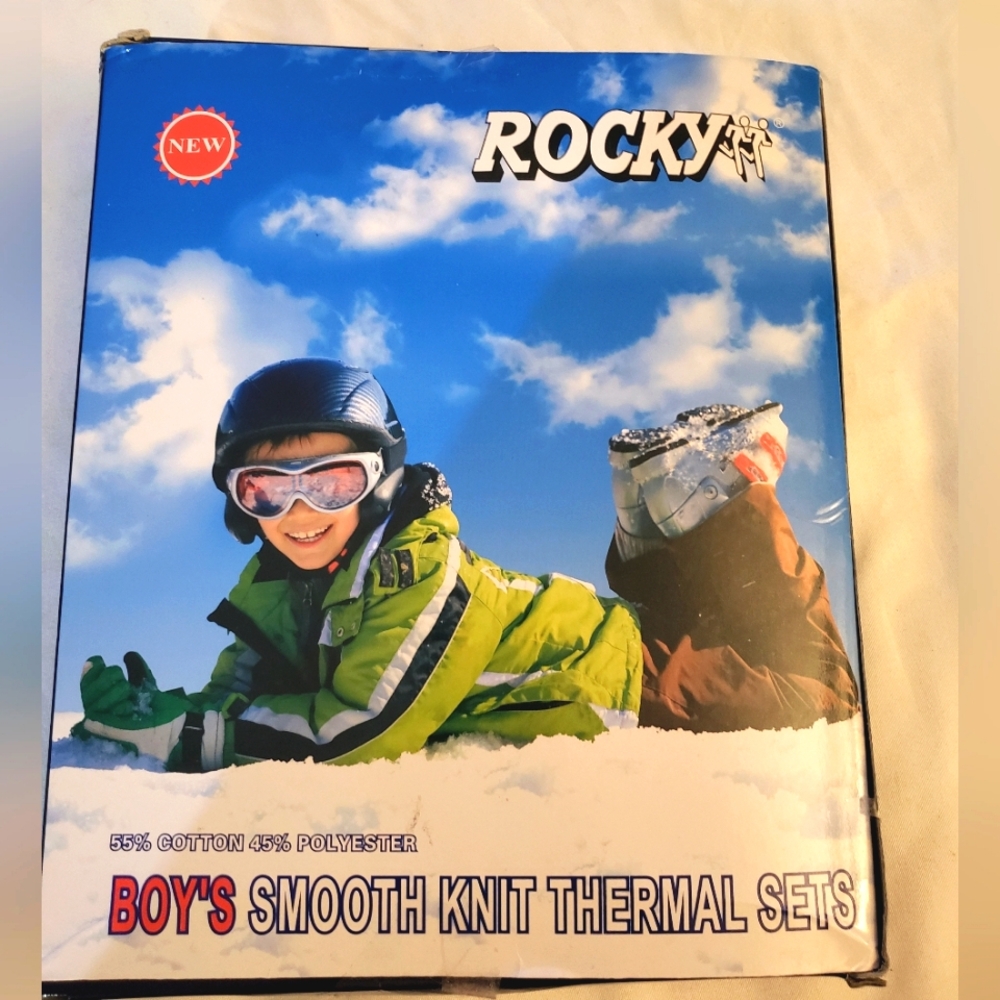 NEW
ROCKY®
55% COTTON 45% POLYESTER
BOY'S SMOOTH KNIT THERMAL SETS